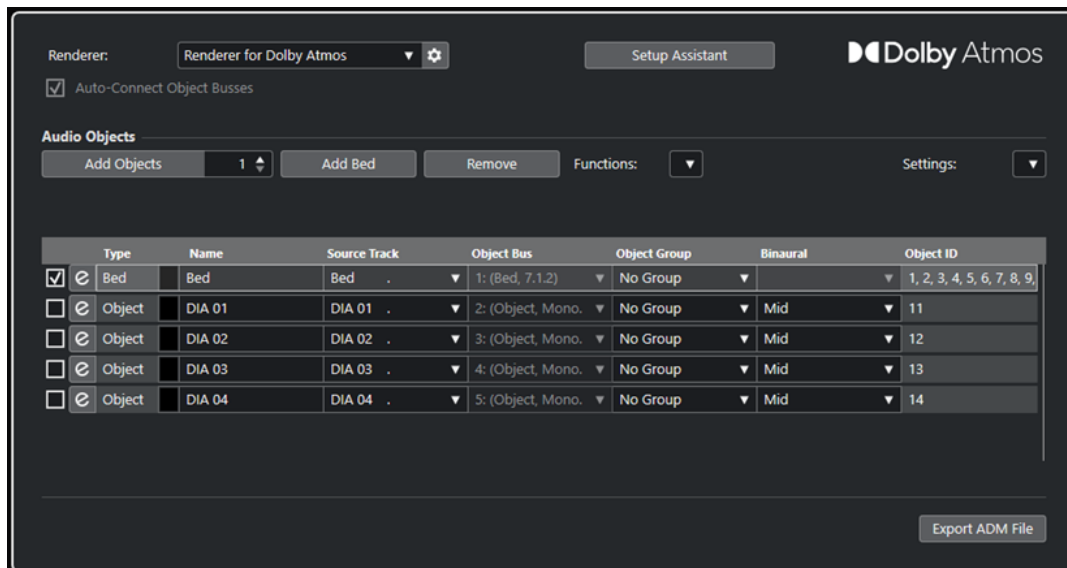 Renderer: Renderer for Dolby Atmos Setup Assistant Dolby Atmos
Auto-Connect Object Busses
Audio Objects
Add Objects 1 Add Bed Remove Functions: Settings:
Type Name Source Track Object Bus Object Group Binaural Object ID
Bed Bed Bed . 1: (Bed, 7.1.2) No Group 1, 2, 3, 4, 5, 6, 7, 8, 9,
Object DIA 01 DIA 01 . 2: (Object, Mono. No Group Mid 11
Object DIA 02 DIA 02 . 3: (Object, Mono. No Group Mid 12
Object DIA 03 DIA 03 . 4: (Object, Mono. No Group Mid 13
Object DIA 04 DIA 04 . 5: (Object, Mono. No Group Mid 14
Export ADM File